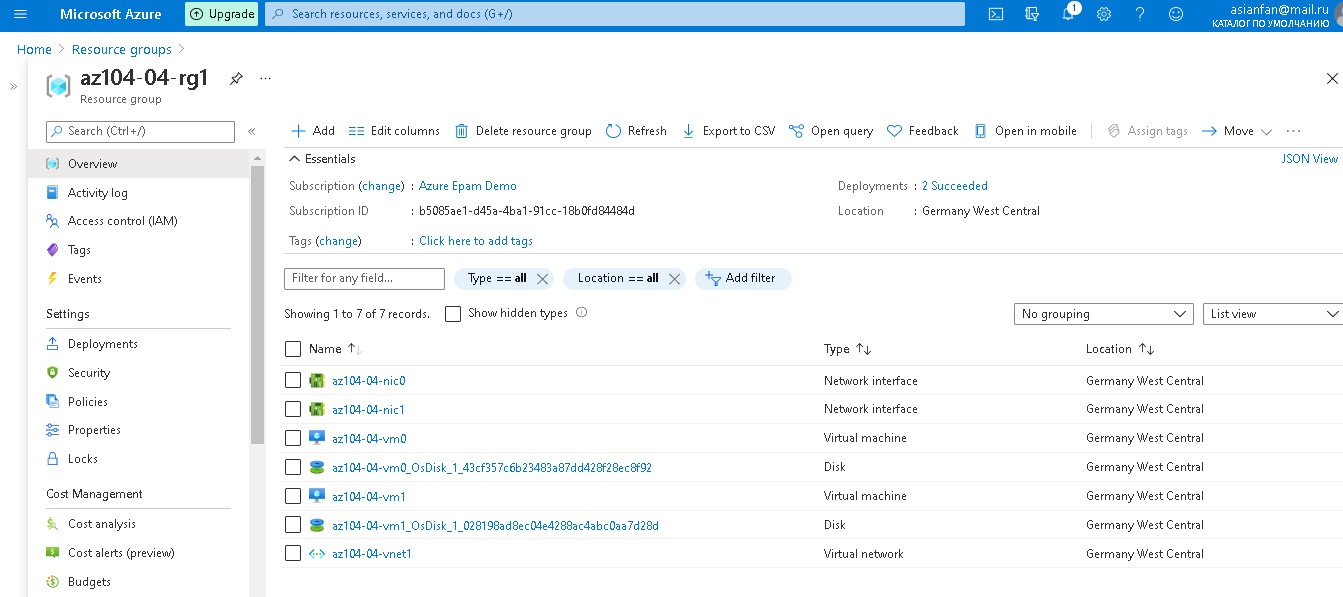 Microsoft Azure
Upgrade
Search resources, services, and docs (G+/)
1
asianfan@mail.ru
КАТАЛОГ ПО УМОЛЧАНИЮ
Home > Resource groups >
az104-04-rg1
Resource group
Search (Ctrl+/)
Overview
Activity log
Access control (IAM)
Tags
Events
Settings
Deployments
Security
Policies
Properties
Locks
Cost Management
Cost analysis
Cost alerts (preview)
Budgets
Add Edit columns Delete resource group Refresh Export to CSV Open query Feedback Open in mobile Assign tags Move
Essentials
JSON View
Subscription (change) : Azure Epam Demo
Deployments : 2 Succeeded
Subscription ID : b5085ae1-d45a-4ba1-91cc-18b0fd84484d
Location : Germany West Central
Tags (change) : Click here to add tags
Filter for any field... Type == all Location == all Add filter
Showing 1 to 7 of 7 records. Show hidden types
No grouping List view
Name Type Location
az104-04-nic0 Network interface Germany West Central
az104-04-nic1 Network interface Germany West Central
az104-04-vm0 Virtual machine Germany West Central
az104-04-vm0_OsDisk_1_43cf357c6b23483a87dd428f28ec8f92 Disk Germany West Central
az104-04-vm1 Virtual machine Germany West Central
az104-04-vm1_OsDisk_1_028198ad8ec04e4288ac4abc0aa7d28d Disk Germany West Central
az104-04-vnet1 Virtual network Germany West Central